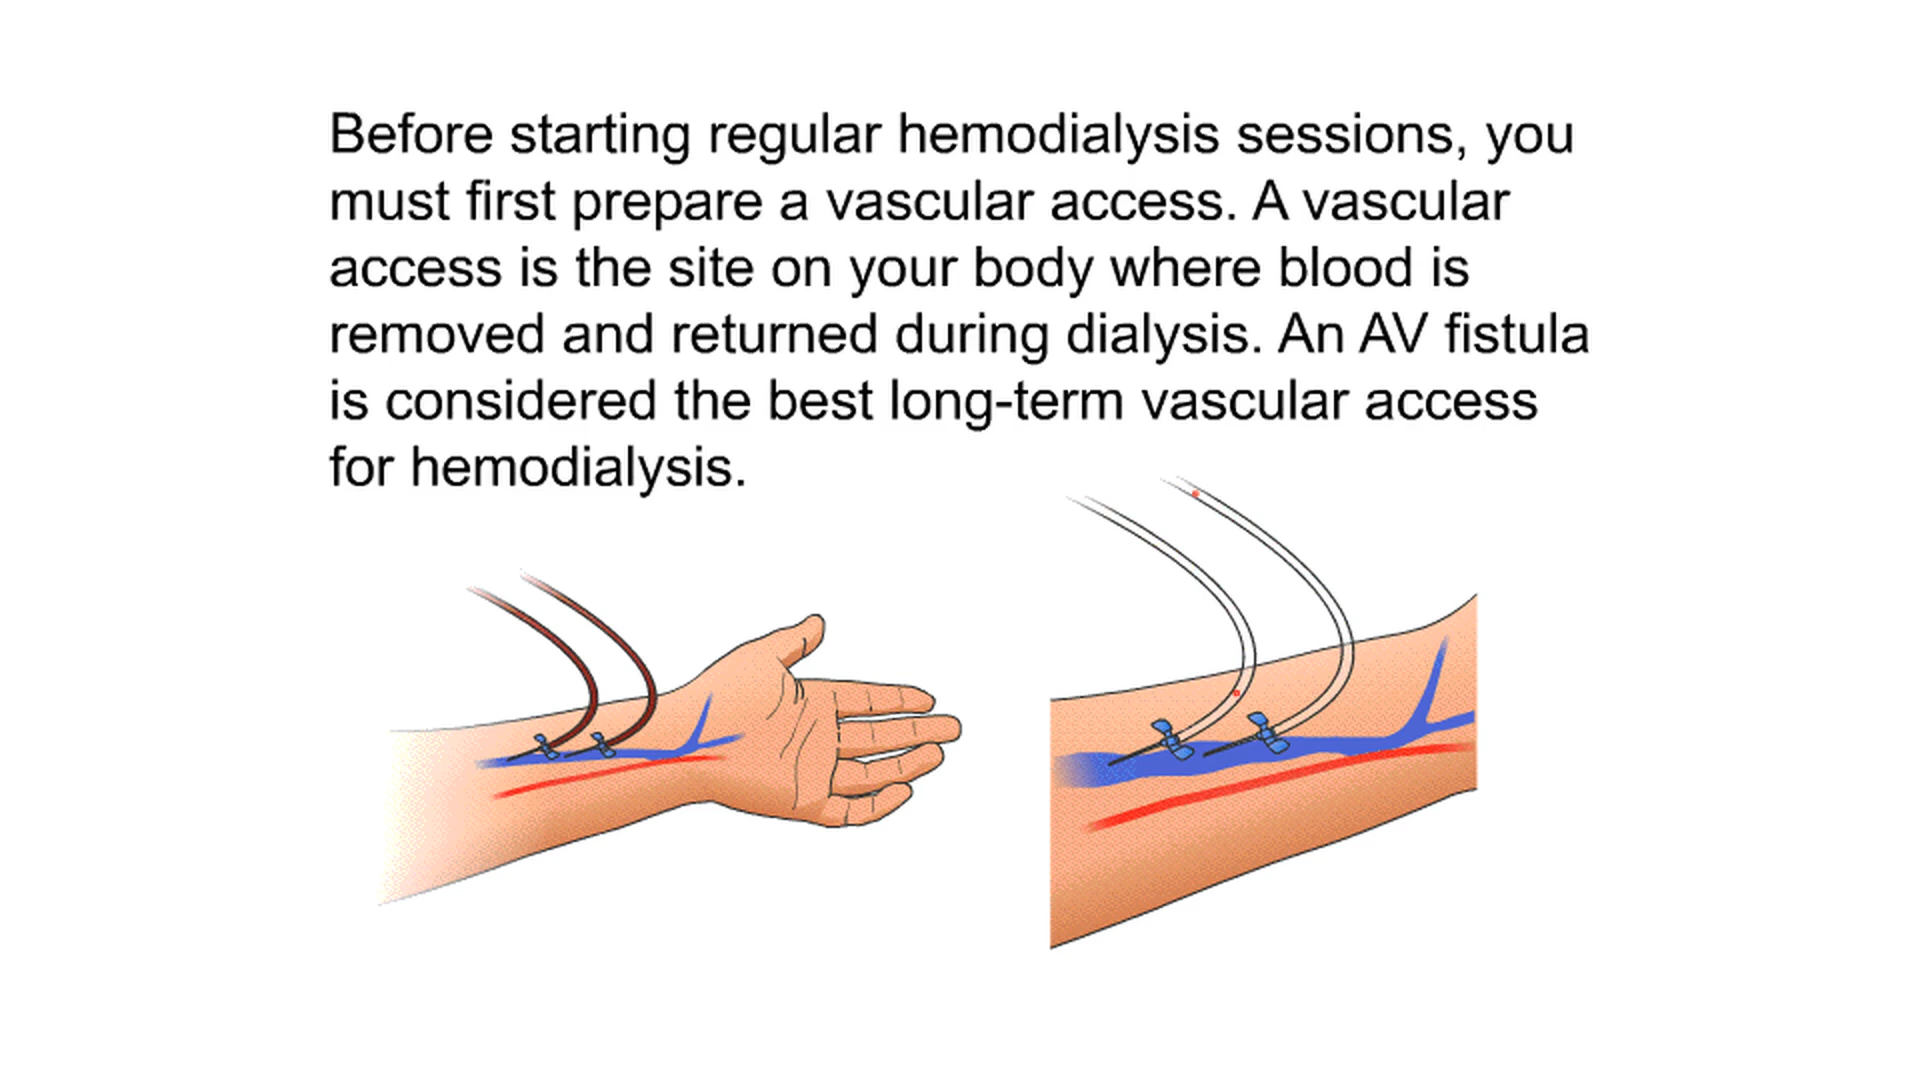 Before starting regular hemodialysis sessions, you
must first prepare a vascular access. A vascular
access is the site on your body where blood is
removed and returned during dialysis. An AV fistula
is considered the best long-term vascular access
for hemodialysis.